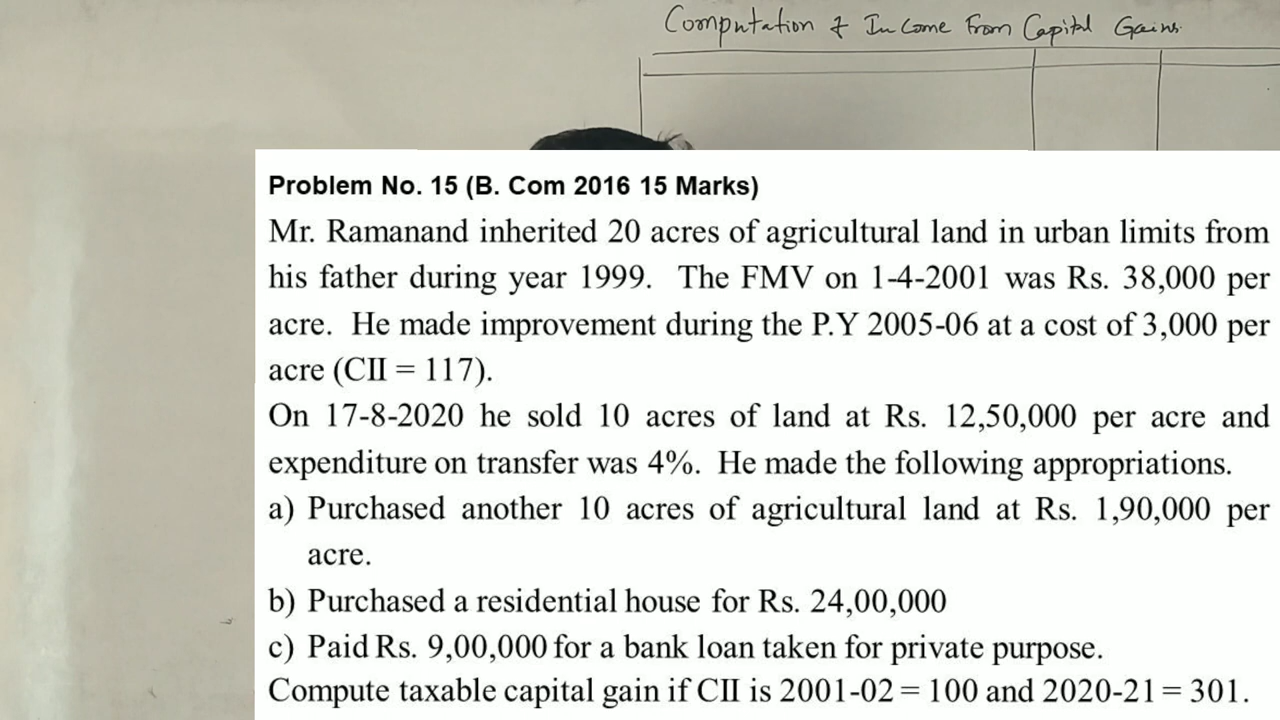 Computation of Income From Capital Gains
Problem No. 15 (B. Com 2016 15 Marks)
Mr. Ramanand inherited 20 acres of agricultural land in urban limits from
his father during year 1999. The FMV on 1-4-2001 was Rs. 38,000 per
acre. He made improvement during the P.Y 2005-06 at a cost of 3,000 per
acre (CII = 117).
On 17-8-2020 he sold 10 acres of land at Rs. 12,50,000 per acre and
expenditure on transfer was 4%. He made the following appropriations.
a) Purchased another 10 acres of agricultural land at Rs. 1,90,000 per
acre.
b) Purchased a residential house for Rs. 24,00,000
c) Paid Rs. 9,00,000 for a bank loan taken for private purpose.
Compute taxable capital gain if CII is 2001-02 = 100 and 2020-21 = 301.